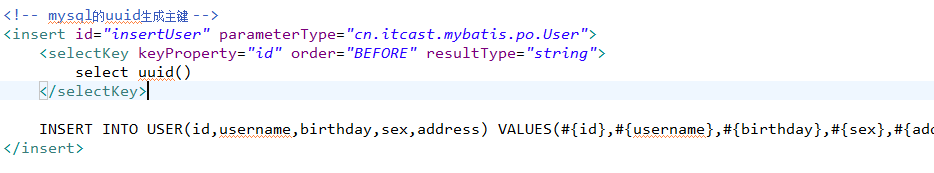 <!-- mysql的uuid生成主键 -->
<insert id="insertUser" parameterType="cn.itcast.mybatis.po.User">
<selectKey keyProperty="id" order="BEFORE" resultType="string">
select uuid()
</selectKey>
INSERT INTO USER(id,username,birthday,sex,address) VALUES(#{id},#{username},#{birthday},#{sex},#{add
</insert>